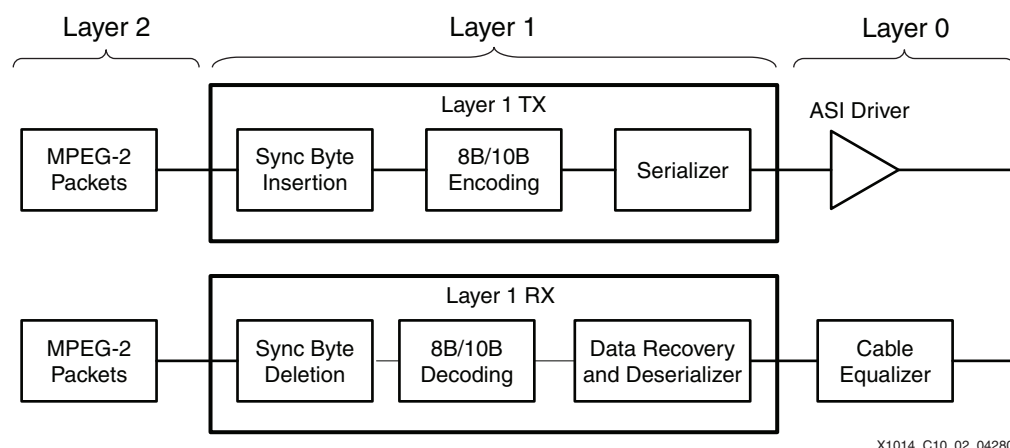 Layer 2
Layer 1
Layer 0
Layer 1 TX
ASI Driver
MPEG-2
Packets
Sync Byte
Insertion
8B/10B
Encoding
Serializer
Layer 1 RX
MPEG-2
Packets
Sync Byte
Deletion
8B/10B
Decoding
Data Recovery
and Deserializer
Cable
Equalizer
X1014_C10_02_04280